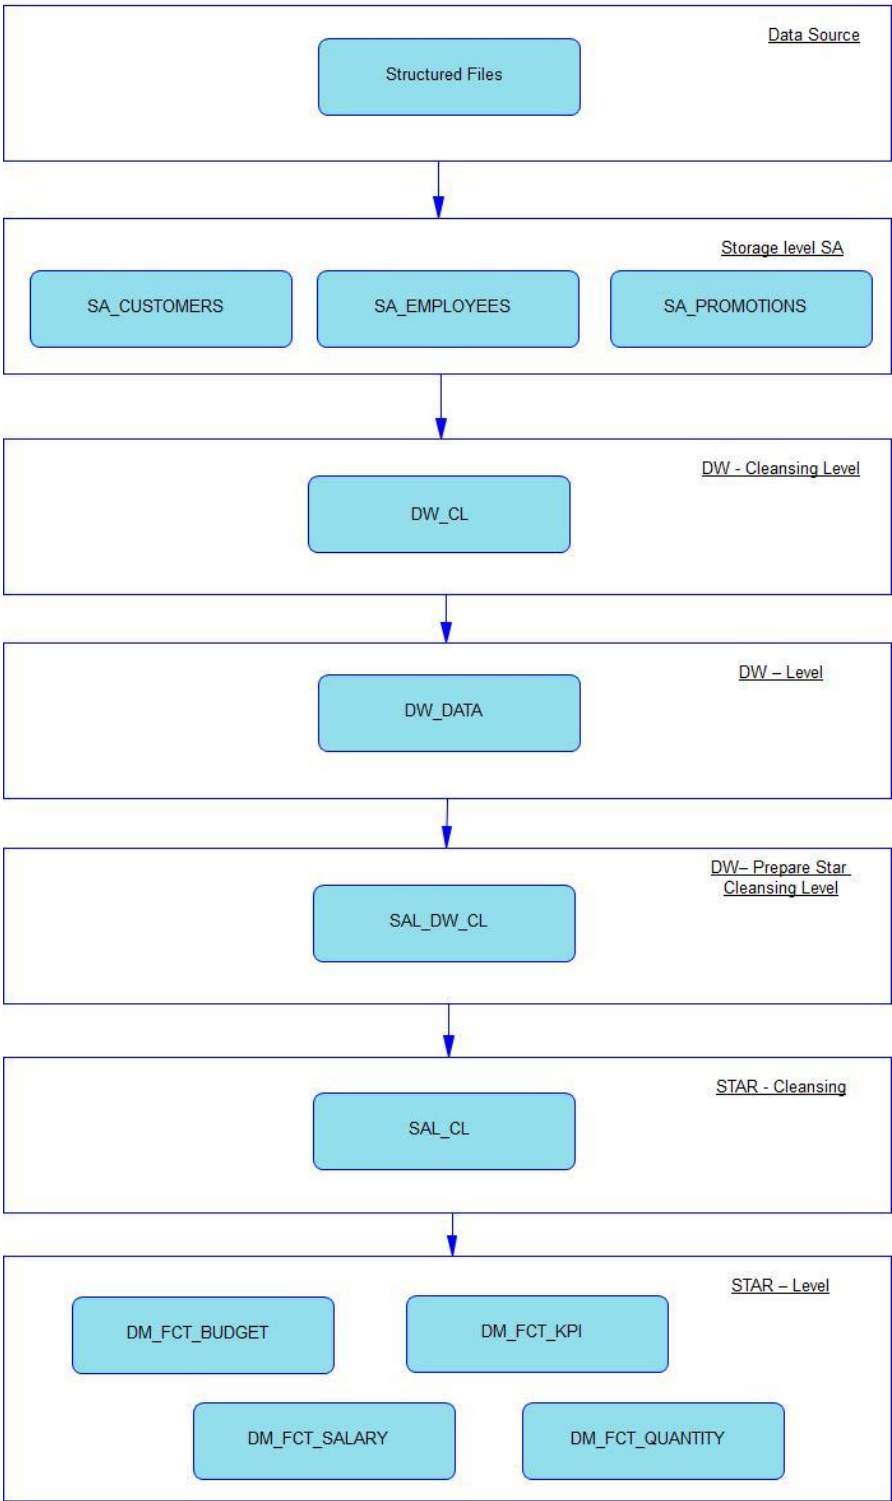 Data Source
Structured Files
Storage level SA
SA_CUSTOMERS
SA_EMPLOYEES
SA_PROMOTIONS
DW - Cleansing Level
DW_CL
DW – Level
DW_DATA
DW– Prepare Star
Cleansing Level
SAL_DW_CL
STAR - Cleansing
SAL_CL
STAR – Level
DM_FCT_BUDGET
DM_FCT_KPI
DM_FCT_SALARY
DM_FCT_QUANTITY